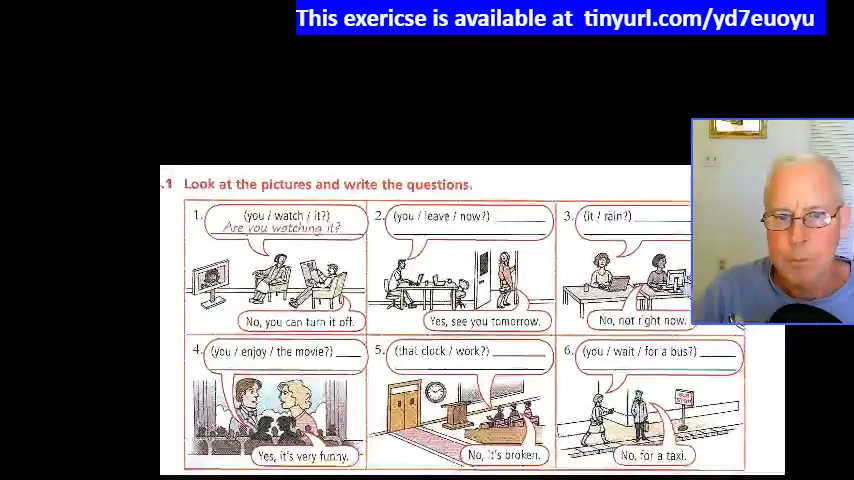 This exericse is available at tinyurl.com/yd7euoyu
.1 Look at the pictures and write the questions.
1. (you / watch / it?)
Are you watching it?
No, you can turn it off.
2. (you / leave / now?)
Yes, see you tomorrow.
3. (it / rain?)
No, not right now.
4. (you / enjoy / the movie?)
Yes, it's very funny.
5. (that clock / work?)
No, it's broken.
6. (you / wait / for a bus?)
BUS
STOP
No, for a taxi.